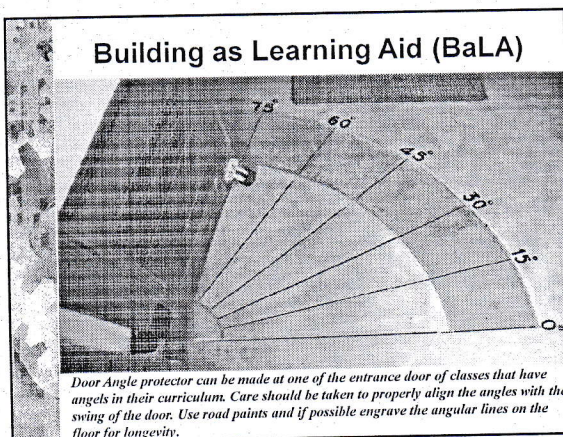 Building as Learning Aid (BaLA)
75°
60°
45°
30°
15°
0°
Door Angle protector can be made at one of the entrance door of classes that have
angels in their curriculum. Care should be taken to properly align the angles with the
swing of the door. Use road paints and if possible engrave the angular lines on the
floor for longevity.